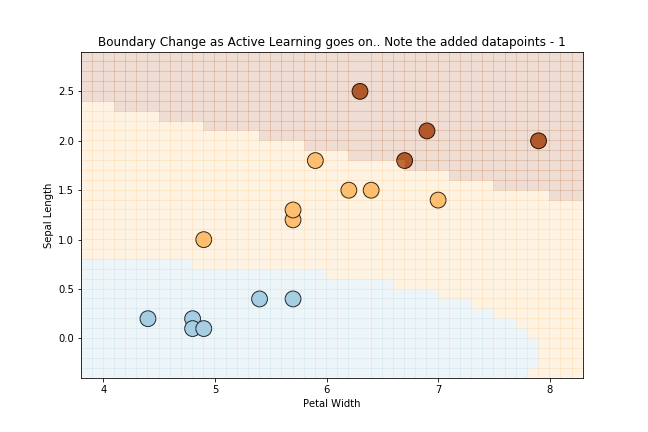 Boundary Change as Active Learning goes on.. Note the added datapoints - 1
2.5
2.0
1.5
1.0
0.5
0.0
Sepal Length
4 5 6 7 8
Petal Width